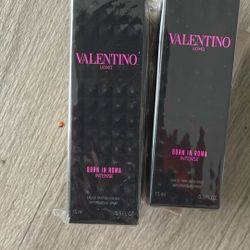 VALENTINO
UOMO
BORN IN ROMA
INTENSE
15 ml
VALENTINO
UOMO
BORN IN ROMA
INTENSE
15 ml